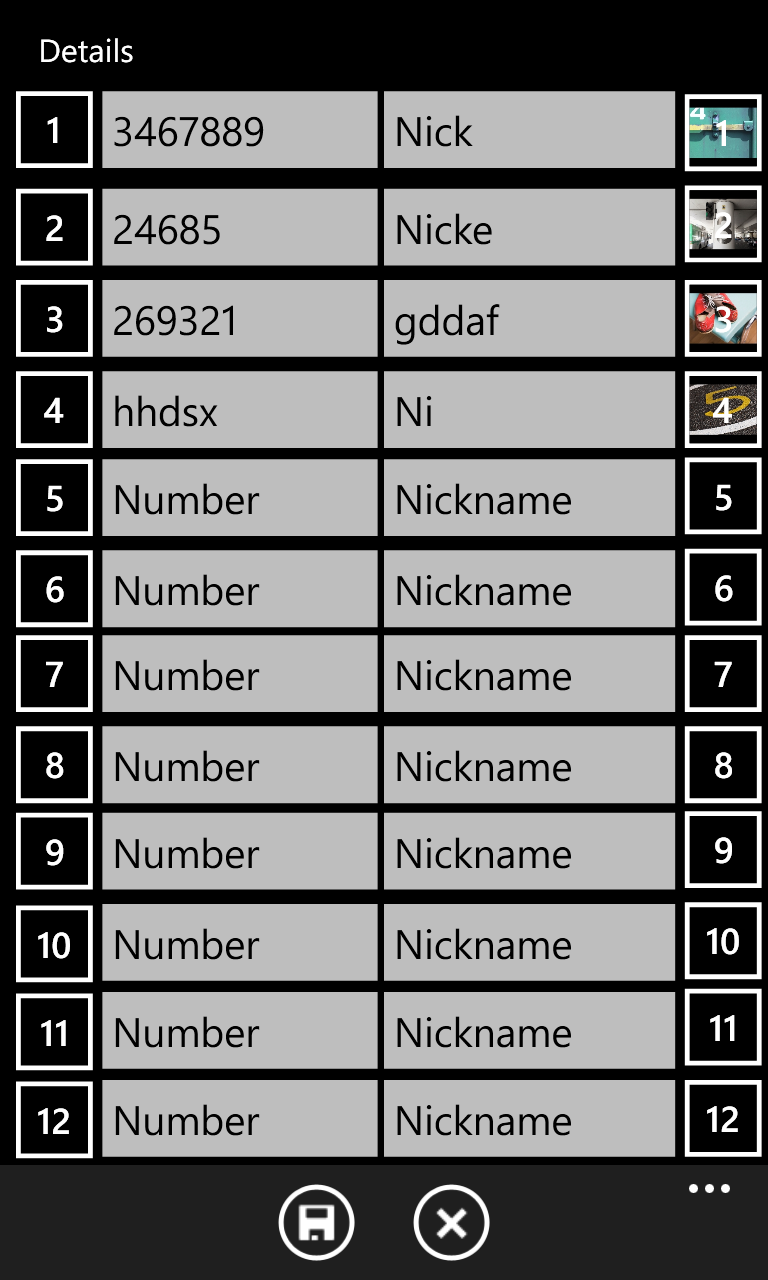 Details
1 3467889 Nick 4 1
2 24685 Nicke 2
3 269321 gddaf 3
4 hhdsx Ni 5 4
5 Number Nickname 5
6 Number Nickname 6
7 Number Nickname 7
8 Number Nickname 8
9 Number Nickname 9
10 Number Nickname 10
11 Number Nickname 11
12 Number Nickname 12